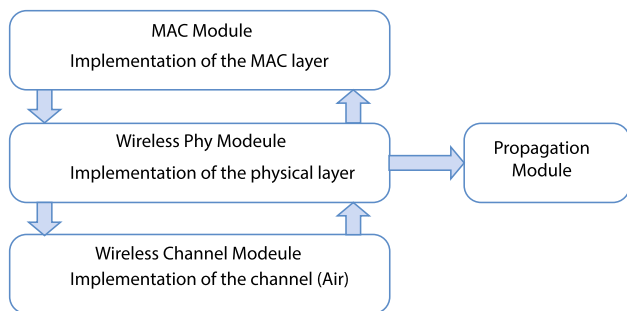 MAC Module
Implementation of the MAC layer
Wireless Phy Modeule
Implementation of the physical layer
Propagation
Module
Wireless Channel Modeule
Implementation of the channel (Air)